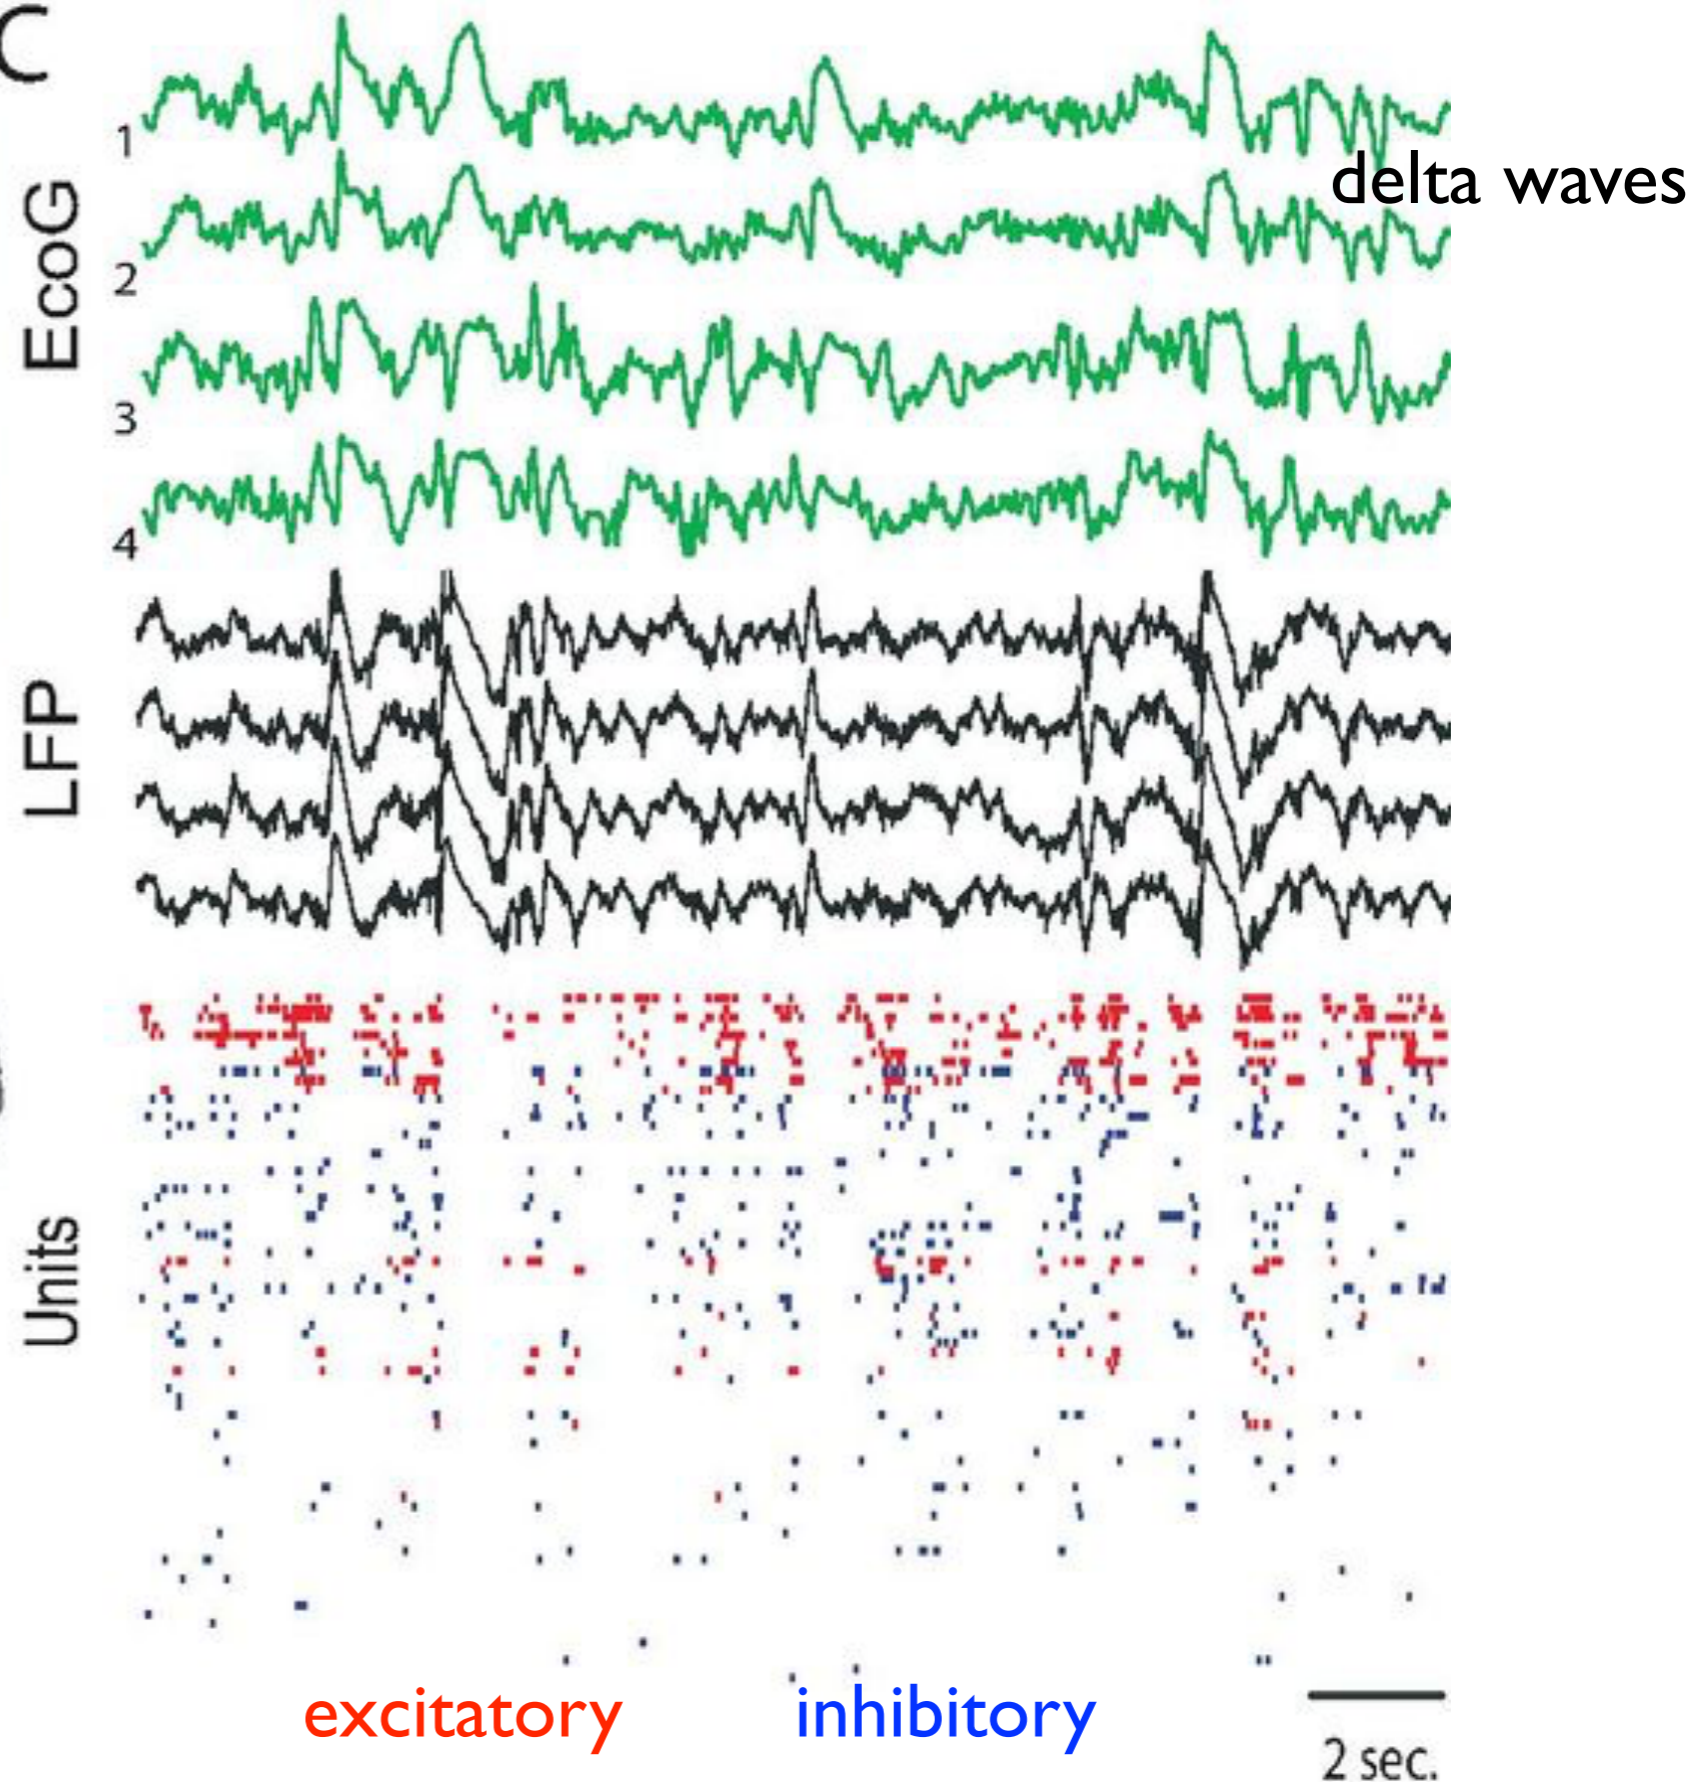 C
EcoG
1
2
3
4
delta waves
LFP
Units
excitatory
inhibitory
2 sec.